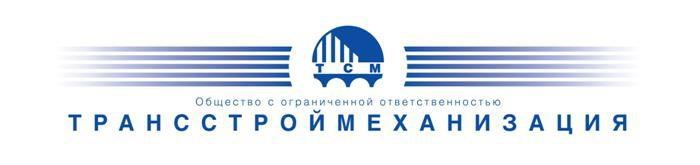 ТСМ
Общество с ограниченной ответственностью
ТРАНССТРОЙМЕХАНИЗАЦИЯ